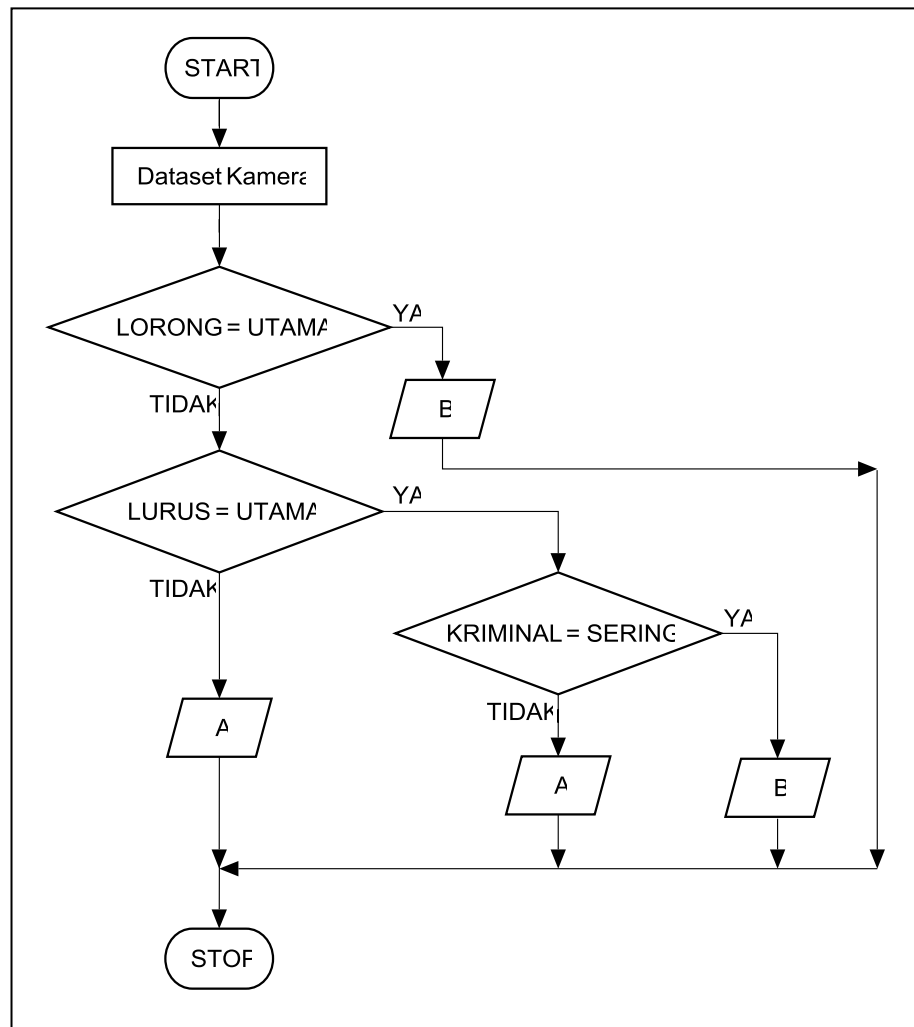 START
Dataset Kamera
LORONG = UTAMA
YA
TIDAK
B
LURUS = UTAMA
YA
TIDAK
KRIMINAL = SERING
YA
TIDAK
A
A
B
STOP